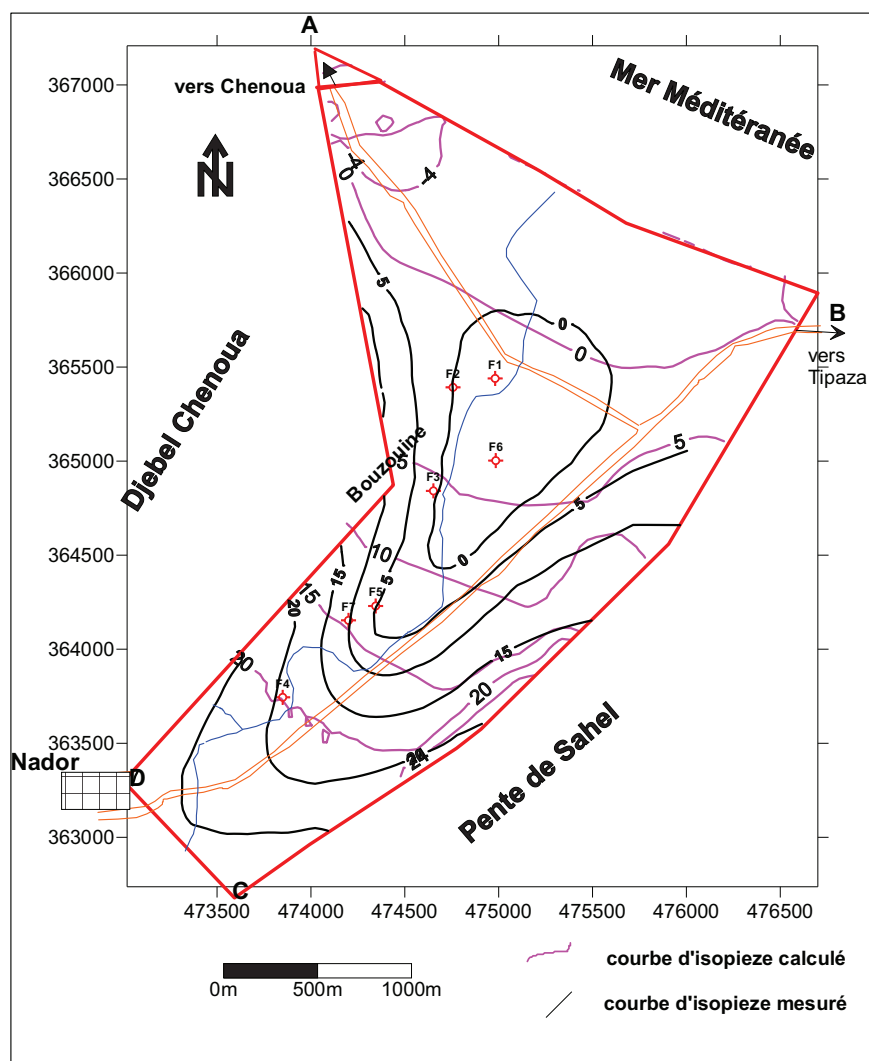 A
Mer Méditéranée
vers Chenoua
367000
366500
366000
365500
365000
364500
364000
363500
363000
N
-4
0
-4
5
0
0
B
vers
Tipaza
F2
F1
F6
F3
Djebel Chenoua
Bouzouine
5
5
5
0
10
15
5
F5
F7
15
20
15
20
F4
20
24
Pente de Sahel
Nador
D
C
473500 474000 474500 475000 475500 476000 476500
0m 500m 1000m
courbe d'isopieze calculé
courbe d'isopieze mesuré